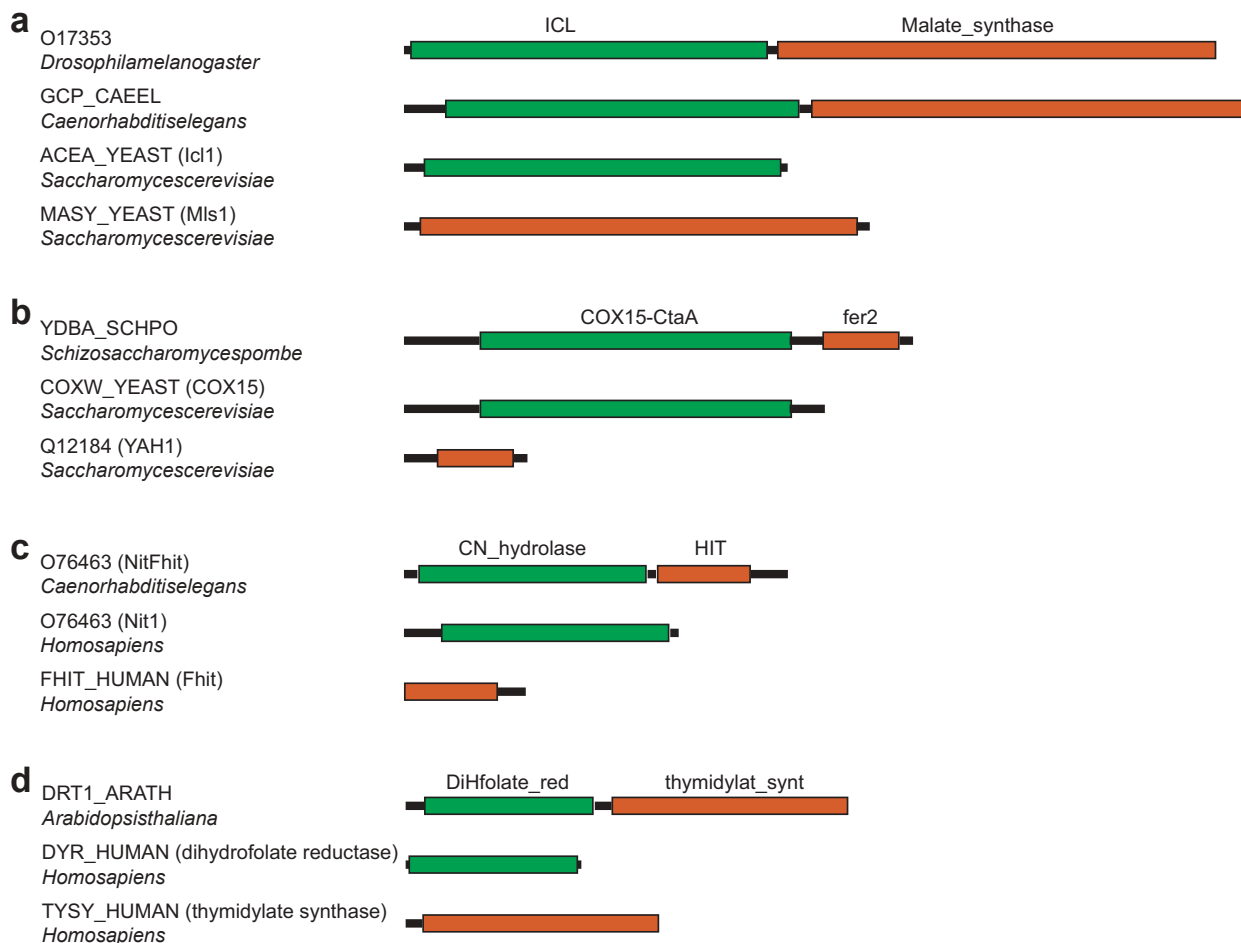 a
O17353
Drosophilamelanogaster
ICL
Malate_synthase
GCP_CAEEL
Caenorhabditiselegans
ACEA_YEAST (Icl1)
Saccharomycescerevisiae
MASY_YEAST (Mls1)
Saccharomycescerevisiae
b
YDBA_SCHPO
Schizosaccharomycespombe
COX15-CtaA
fer2
COXW_YEAST (COX15)
Saccharomycescerevisiae
Q12184 (YAH1)
Saccharomycescerevisiae
c
O76463 (NitFhit)
Caenorhabditiselegans
CN_hydrolase
HIT
O76463 (Nit1)
Homosapiens
FHIT_HUMAN (Fhit)
Homosapiens
d
DRT1_ARATH
Arabidopsisthaliana
DiHfolate_red
thymidylat_synt
DYR_HUMAN (dihydrofolate reductase)
Homosapiens
TYSY_HUMAN (thymidylate synthase)
Homosapiens